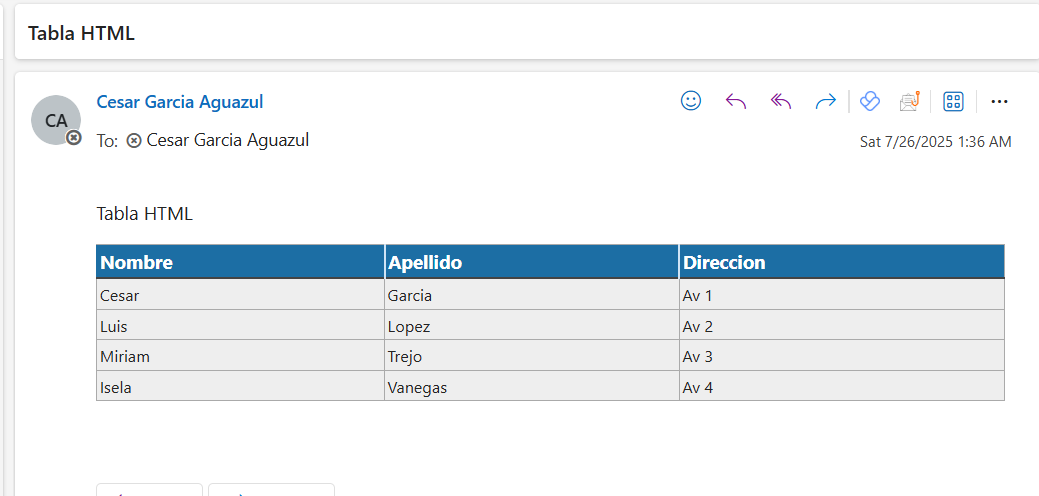 Tabla HTML
CA
Cesar Garcia Aguazul
To: Cesar Garcia Aguazul
Sat 7/26/2025 1:36 AM
Tabla HTML
Nombre Apellido Direccion
Cesar Garcia Av 1
Luis Lopez Av 2
Miriam Trejo Av 3
Isela Vanegas Av 4